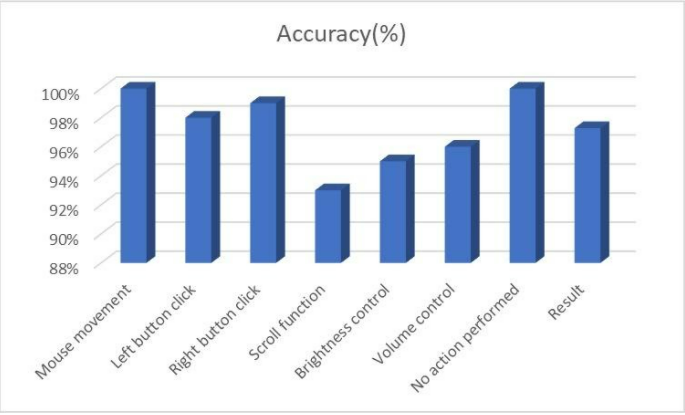 Accuracy(%)
100%
98%
96%
94%
92%
90%
88%
Mouse movement
Left button click
Right button click
Scroll function
Brightness control
Volume control
No action performed
Result